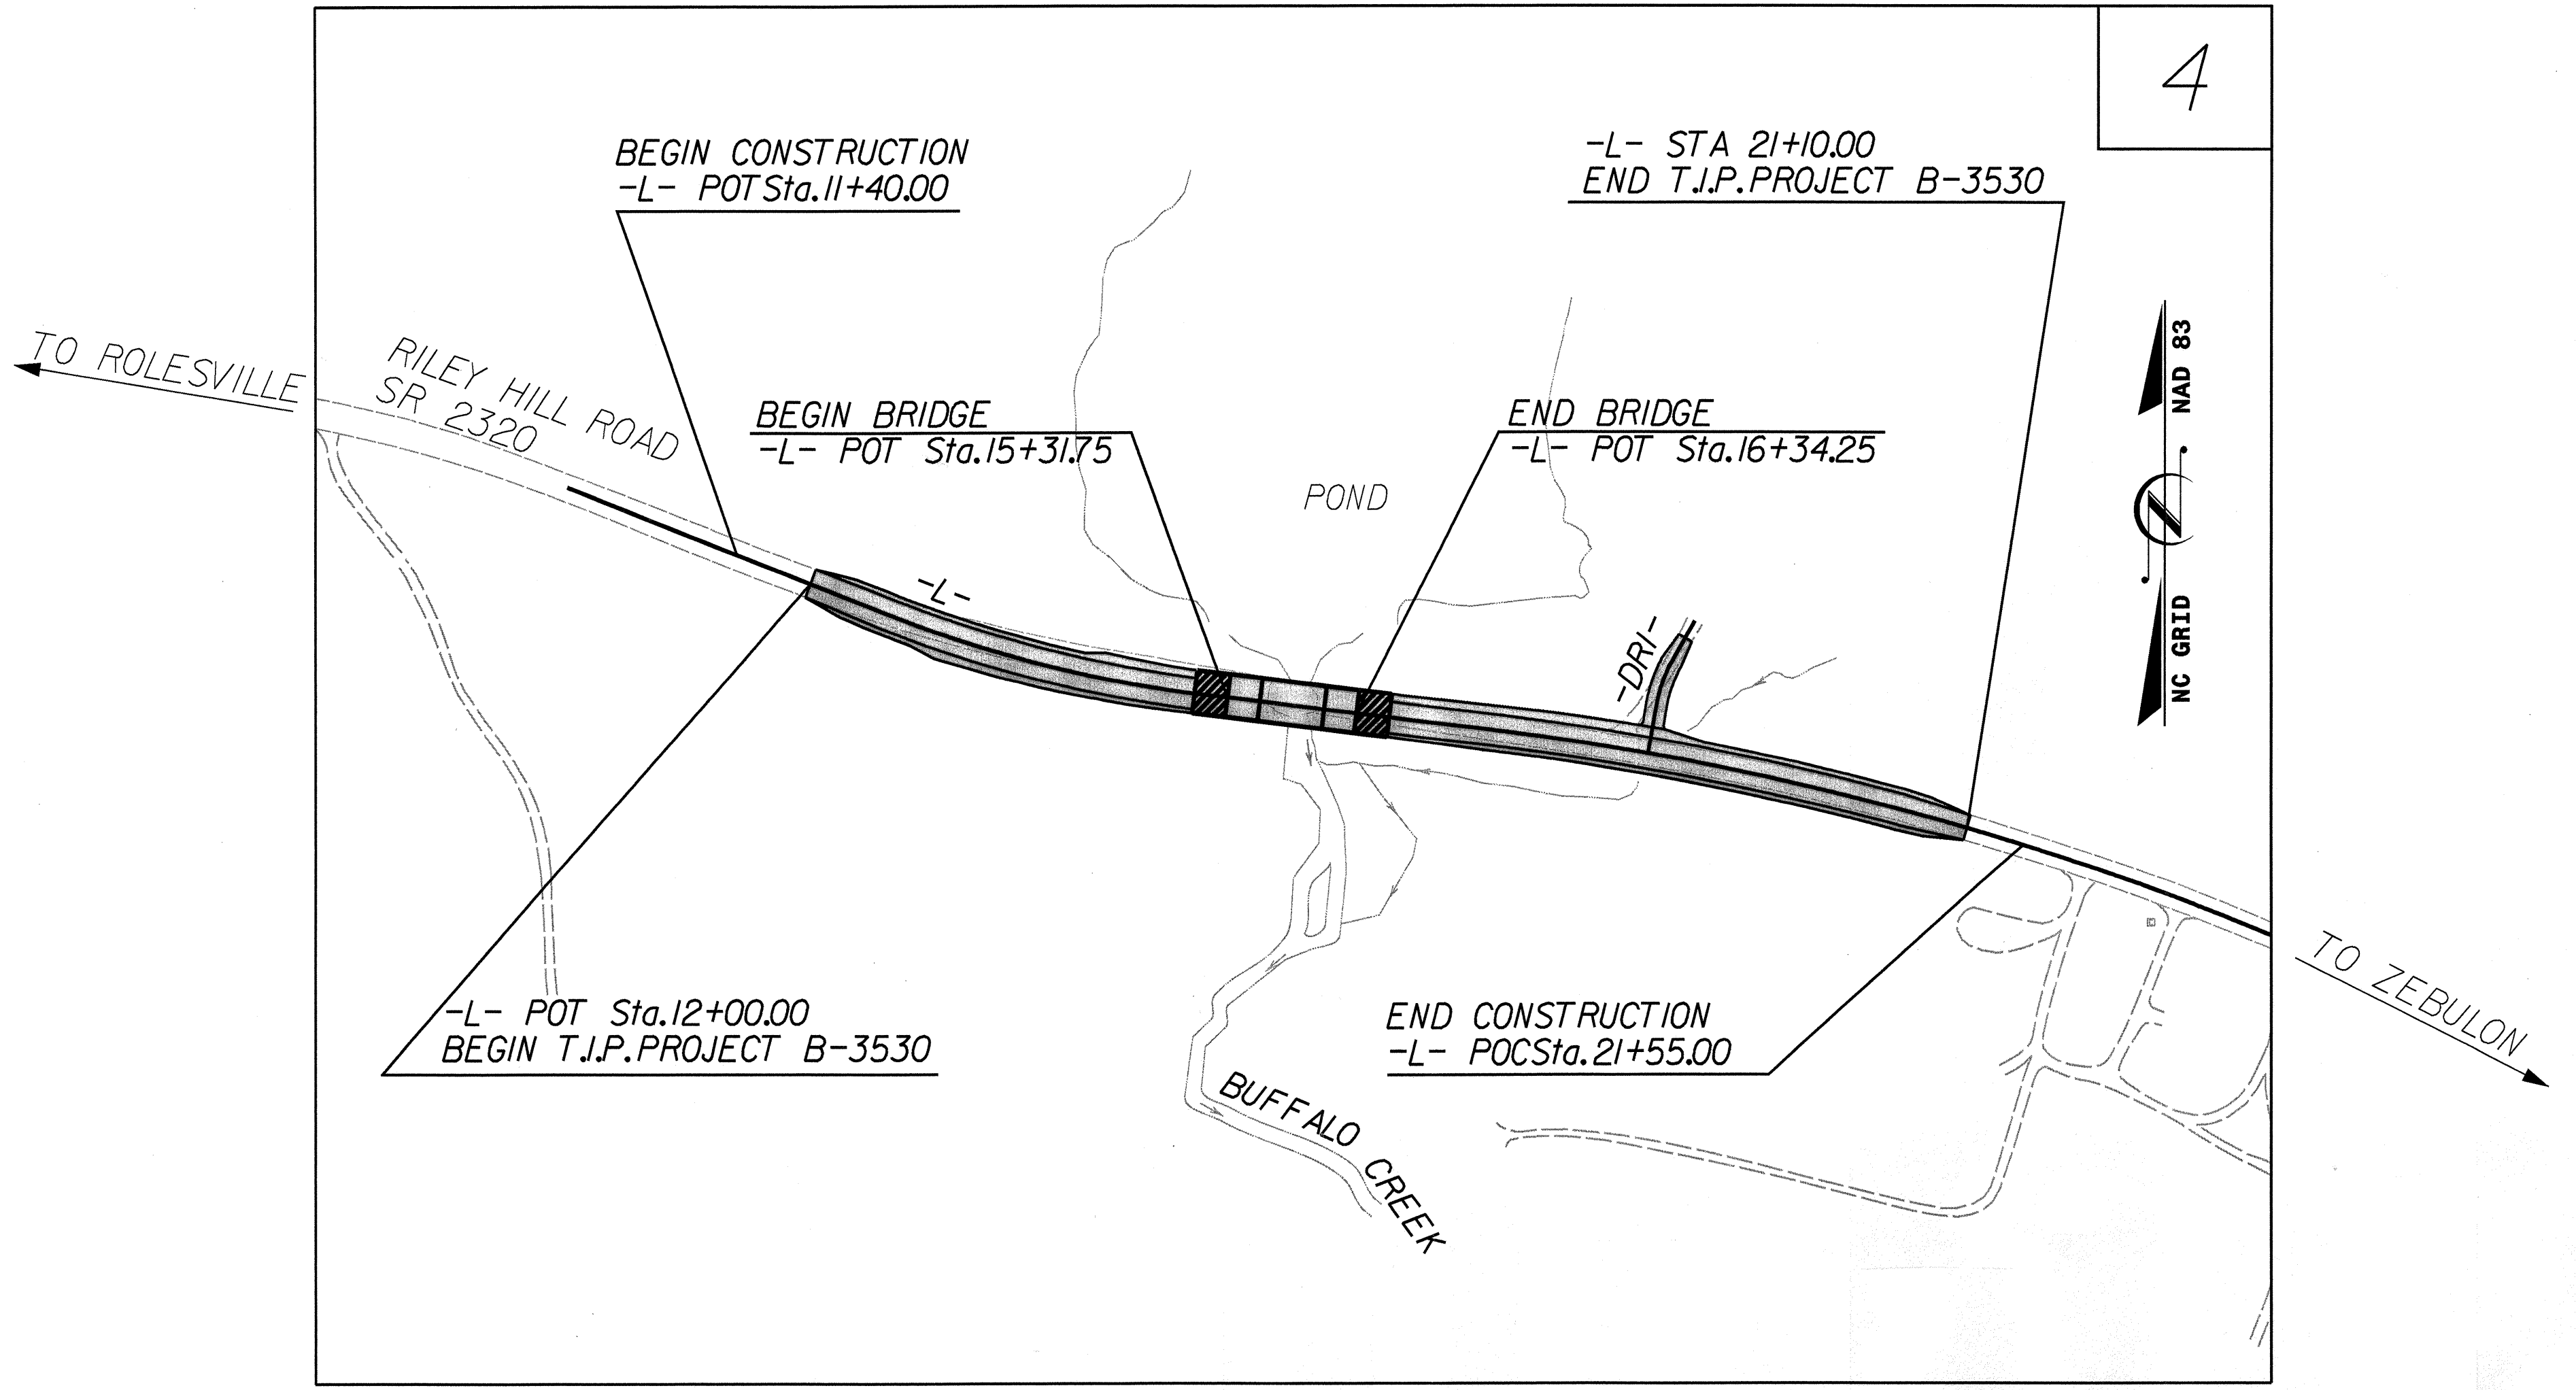 4
BEGIN CONSTRUCTION
-L- POT Sta. 11+40.00
-L- STA 21+10.00
END T.I.P. PROJECT B-3530
TO ROLESVILLE
RILEY HILL ROAD
SR 2320
BEGIN BRIDGE
-L- POT Sta. 15+31.75
END BRIDGE
-L- POT Sta. 16+34.25
POND
NAD 83
NC GRID
-L-
-DR1-
-L- POT Sta. 12+00.00
BEGIN T.I.P. PROJECT B-3530
END CONSTRUCTION
-L- POC Sta. 21+55.00
TO ZEBULON
BUFFALO CREEK